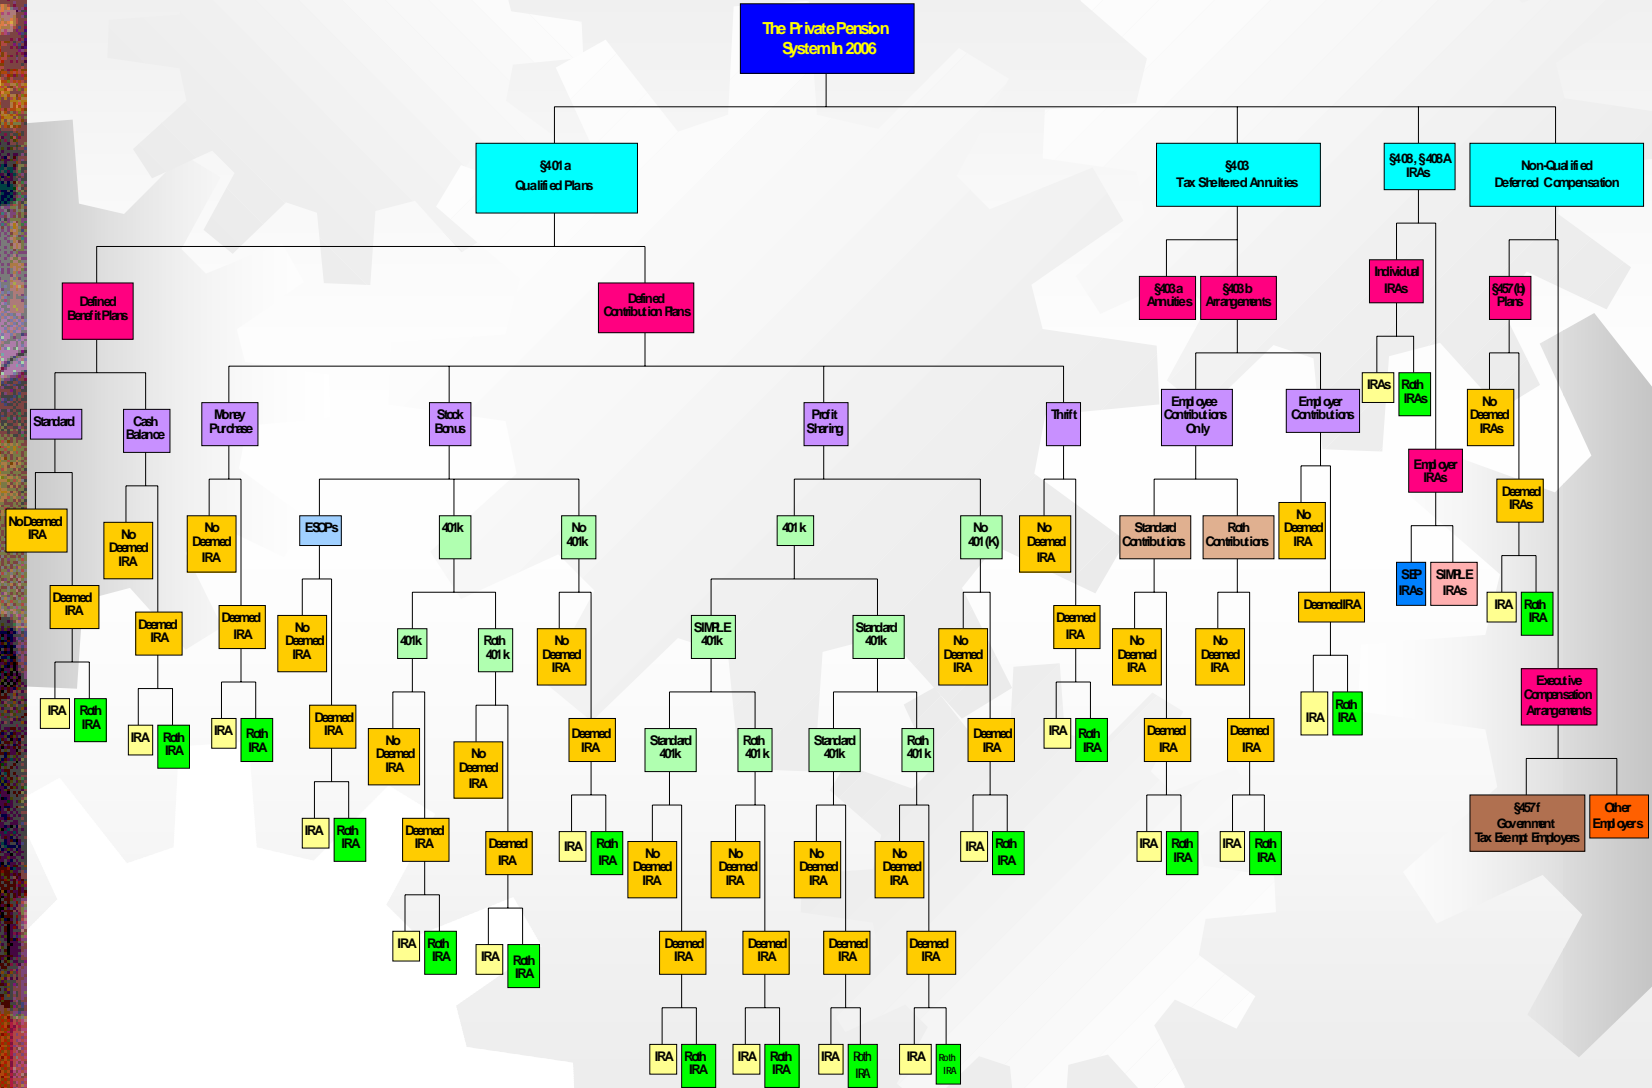 The Private Pension
System In 2006
§401a
Qualified Plans
§403
Tax Sheltered Annuities
§408, §408A
IRAs
Non-Qualified
Deferred Compensation
Defined
Benefit Plans
Defined
Contribution Plans
§403a
Annuities
§403b
Arrangements
Individual
IRAs
§457(b)
Plans
Standard
Cash
Balance
Money
Purchase
Stock
Bonus
Profit
Sharing
Thrift
Employee
Contributions
Only
Employer
Contributions
IRAs
Roth
IRAs
No
Deemed
IRAs
Employer
IRAs
Deemed
IRAs
No Deemed
IRA
No
Deemed
IRA
No
Deemed
IRA
ESOPs
401k
No
401k
401k
No
401(K)
No
Deemed
IRA
Standard
Contributions
Roth
Contributions
No
Deemed
IRA
SEP
IRAs
SIMPLE
IRAs
IRA
Roth
IRA
Deemed
IRA
Deemed
IRA
Deemed
IRA
No
Deemed
IRA
401k
Roth
401k
No
Deemed
IRA
SIMPLE
401k
Standard
401k
No
Deemed
IRA
Deemed
IRA
No
Deemed
IRA
No
Deemed
IRA
Deemed IRA
Executive
Compensation
Arrangements
IRA
Roth
IRA
IRA
Roth
IRA
IRA
Roth
IRA
Deemed
IRA
No
Deemed
IRA
No
Deemed
IRA
Deemed
IRA
Standard
401k
Roth
401k
Standard
401k
Roth
401k
Deemed
IRA
IRA
Roth
IRA
Deemed
IRA
Deemed
IRA
IRA
Roth
IRA
§457f
Government
Tax Exempt Employers
Other
Employers
IRA
Roth
IRA
Deemed
IRA
Deemed
IRA
IRA
Roth
IRA
No
Deemed
IRA
No
Deemed
IRA
No
Deemed
IRA
No
Deemed
IRA
IRA
Roth
IRA
IRA
Roth
IRA
IRA
Roth
IRA
IRA
Roth
IRA
IRA
Roth
IRA
Deemed
IRA
Deemed
IRA
Deemed
IRA
Deemed
IRA
IRA
Roth
IRA
IRA
Roth
IRA
IRA
Roth
IRA
IRA
Roth
IRA